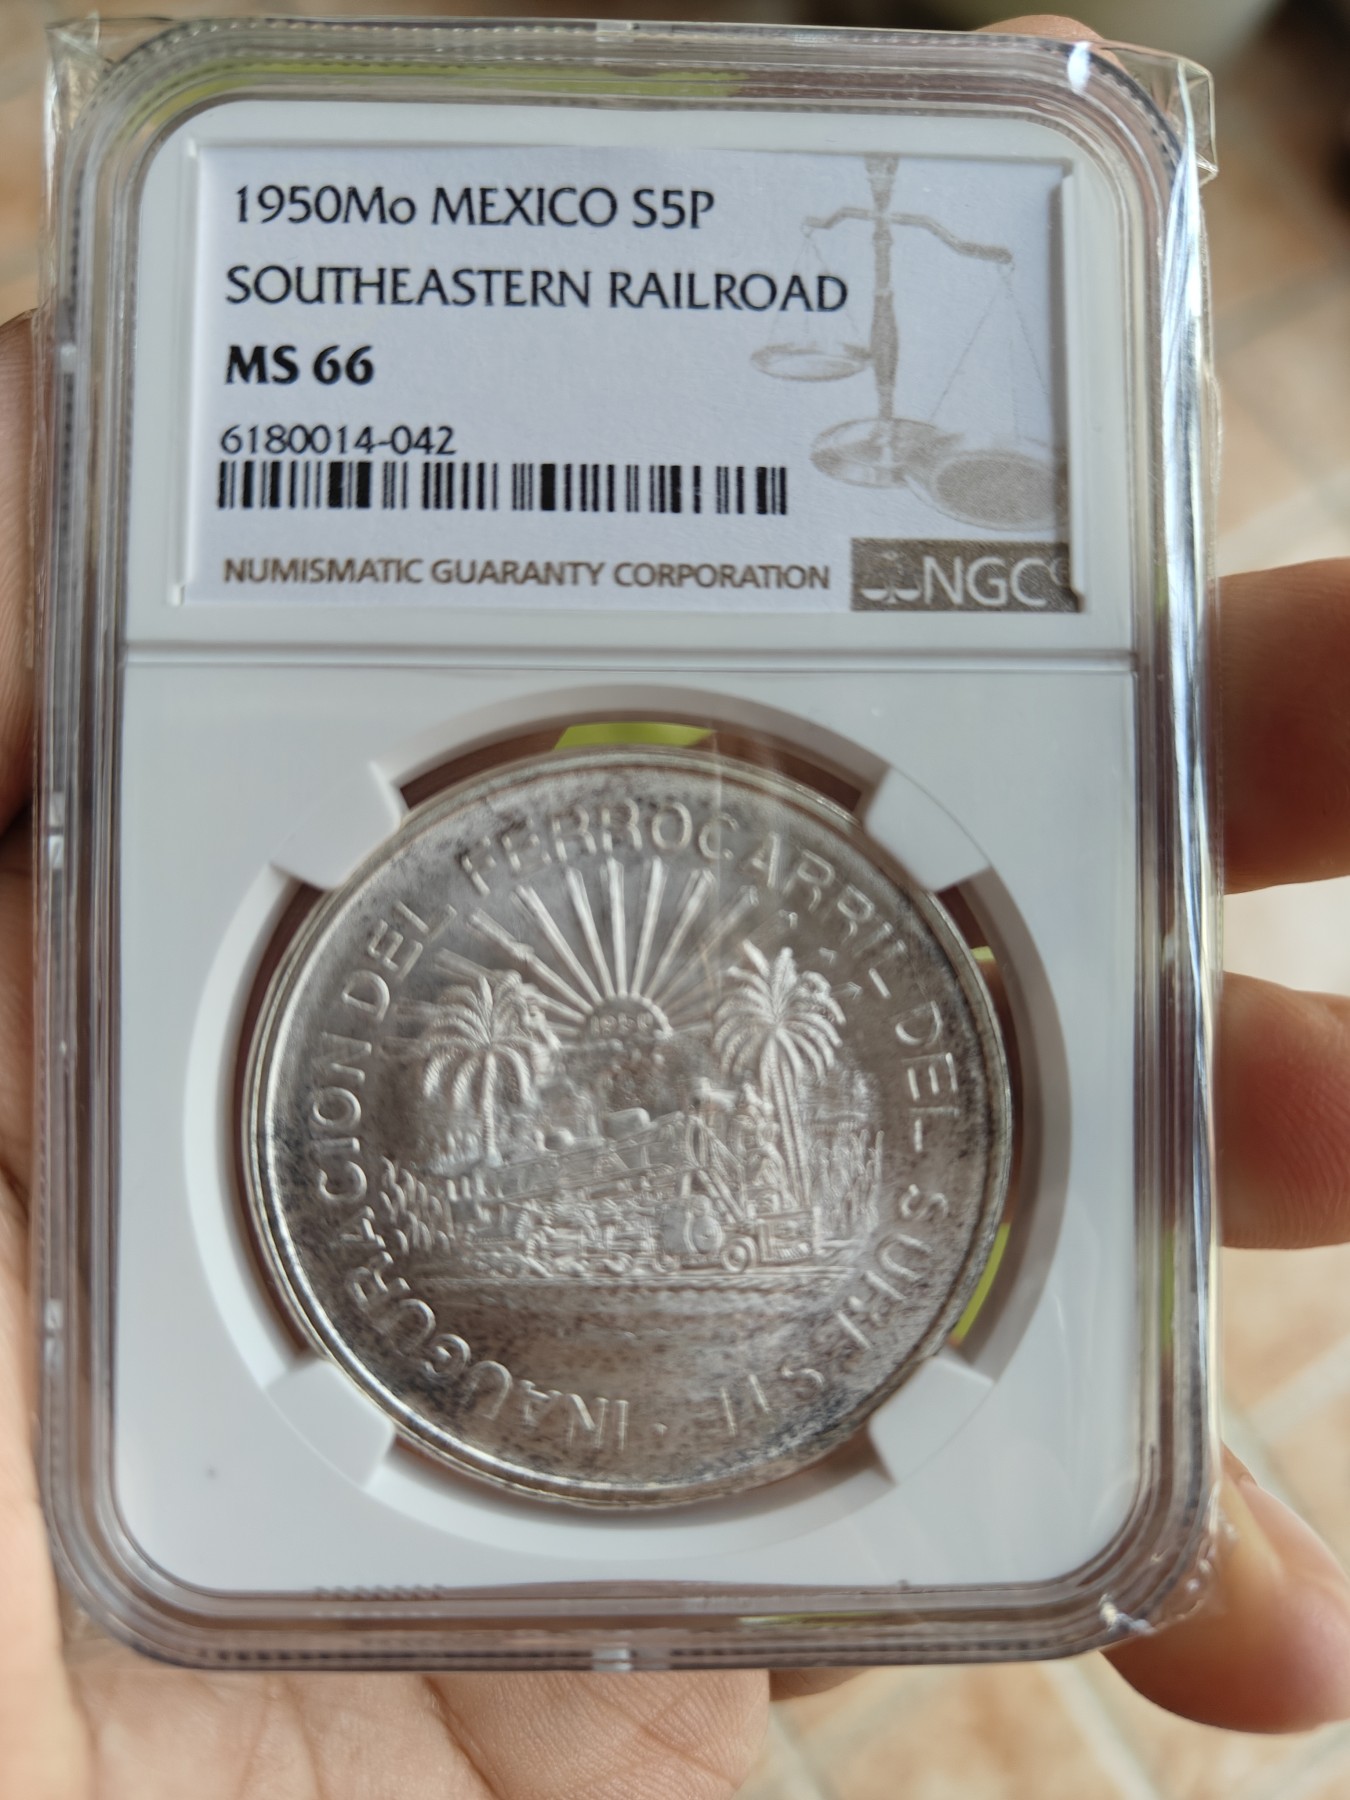 1950Mo MEXICO S5P
SOUTHEASTERN RAILROAD
MS 66
6180014-042
NUMISMATIC GUARANTY CORPORATION
NGC
INAUGURACION DEL FERROCARRIL DEL SURESTE ·
1950